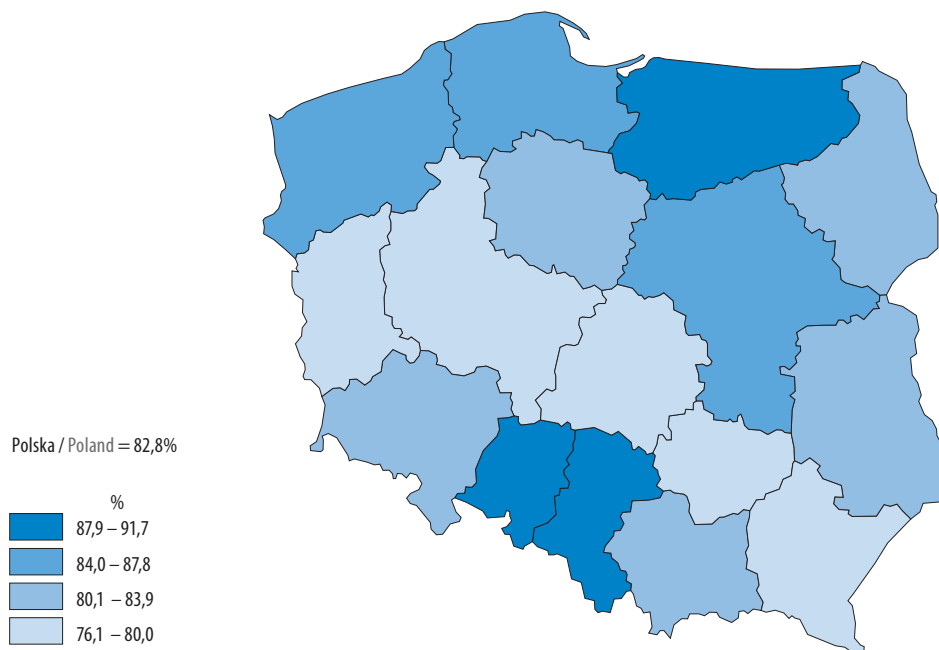 Polska / Poland = 82,8%
%
87,9 – 91,7
84,0 – 87,8
80,1 – 83,9
76,1 – 80,0